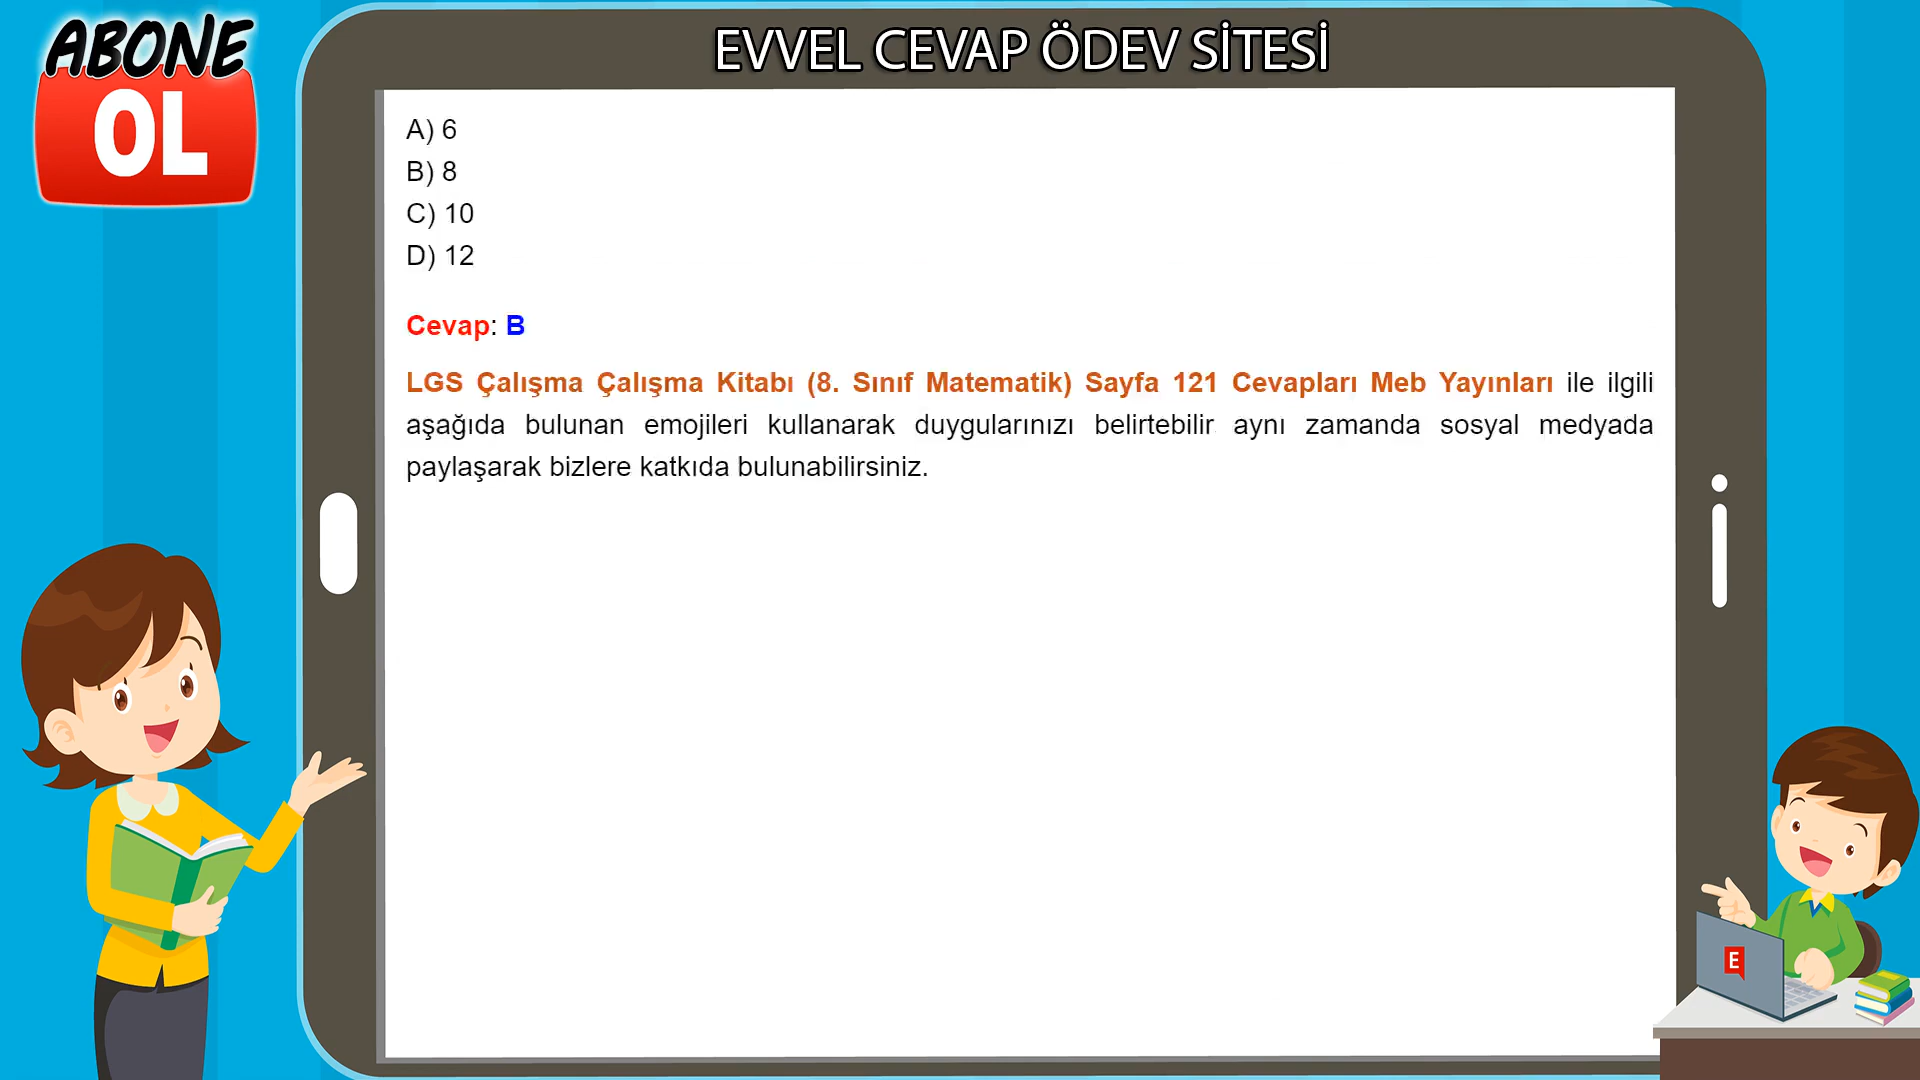 ABONE
OL
EVVEL CEVAP ÖDEV SİTESİ
A) 6
B) 8
C) 10
D) 12
Cevap: B
LGS Çalışma Çalışma Kitabı (8. Sınıf Matematik) Sayfa 121 Cevapları Meb Yayınları ile ilgili
aşağıda bulunan emojileri kullanarak duygularınızı belirtebilir aynı zamanda sosyal medyada
paylaşarak bizlere katkıda bulunabilirsiniz.
E